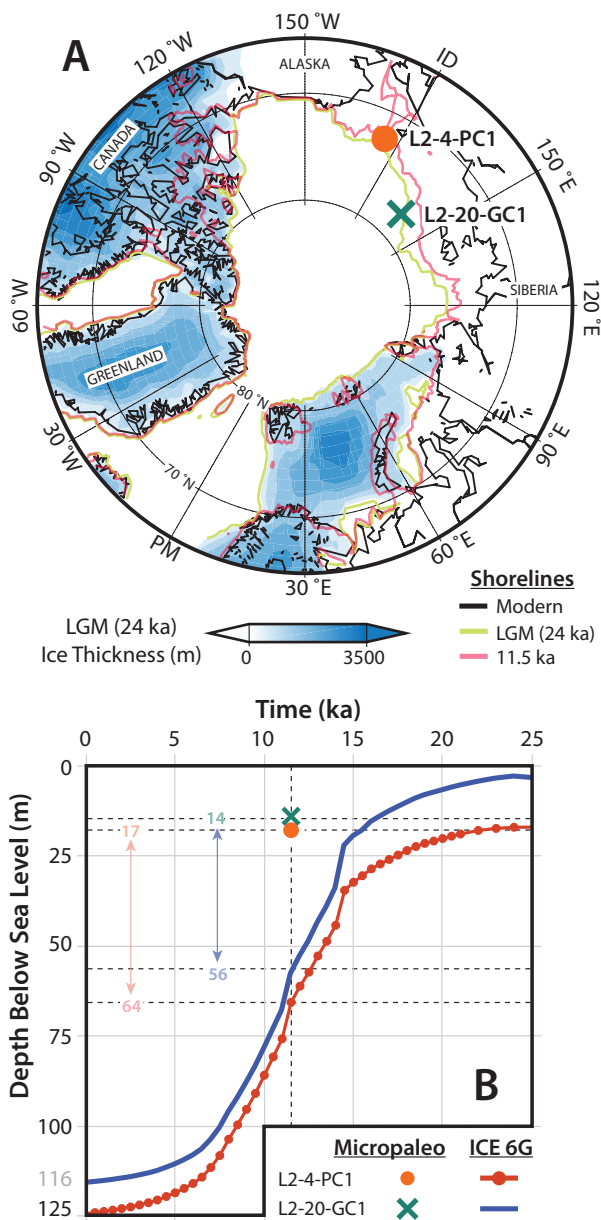 A
150 ˚W
120 ˚W
ALASKA
ID
90 ˚W
CANADA
L2-4-PC1
150 ˚E
L2-20-GC1
60 ˚W
SIBERIA
120 ˚E
GREENLAND
80 ˚N
30 ˚W
70 ˚N
90 ˚E
PM
30 ˚E
60 ˚E
LGM (24 ka)
Ice Thickness (m)
0 3500
Shorelines
Modern
LGM (24 ka)
11.5 ka
Time (ka)
0 5 10 15 20 25
Depth Below Sea Level (m)
0
14
17
25
50
56
64
75
100
116
125
B
Micropaleo ICE 6G
L2-4-PC1
L2-20-GC1